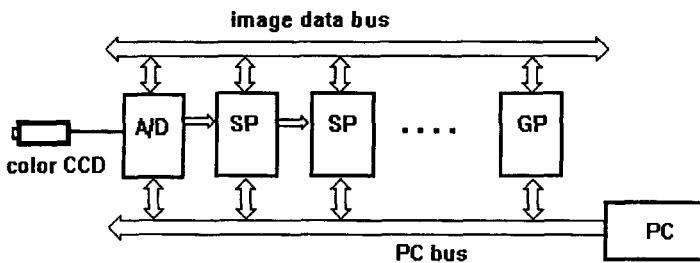 image data bus
A/D
SP
SP
. . . .
GP
color CCD
PC
PC bus